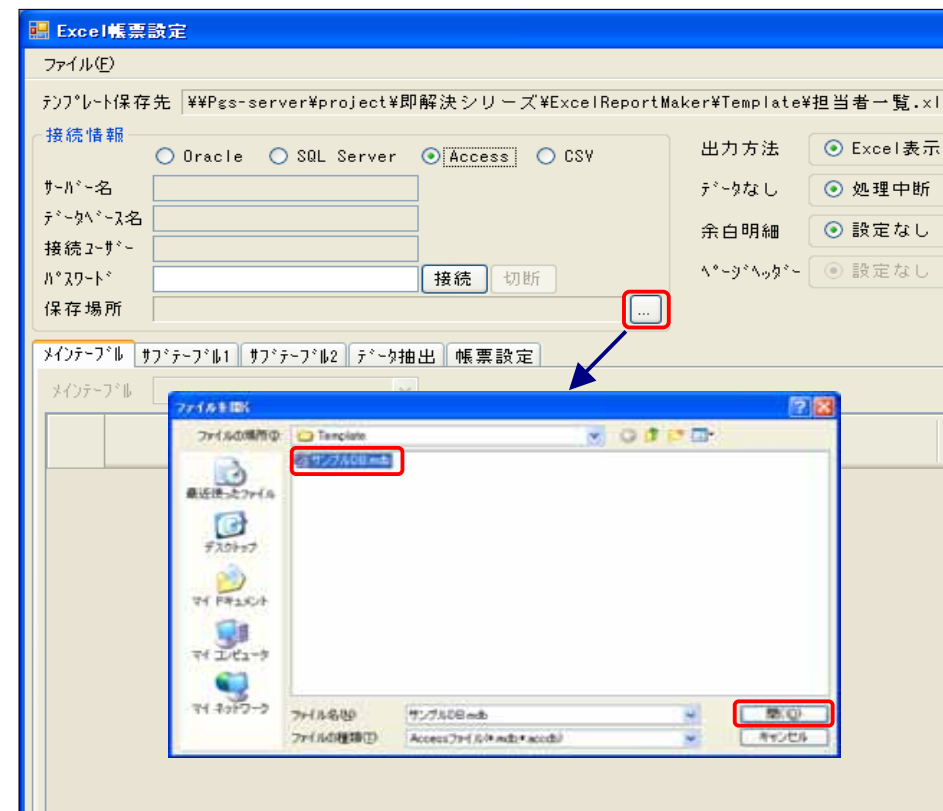 Excel帳票設定
ファイル(F)
ﾃﾝﾌﾟﾚｰﾄ保存先 ¥¥Pgs-server¥project¥即解決シリーズ¥ExcelReportMaker¥Template¥担当者一覧.xl
接続情報
Oracle SQL Server Access CSV
ｻｰﾊﾞｰ名
ﾃﾞｰﾀﾍﾞｰｽ名
接続ﾕｰｻﾞｰ
ﾊﾟｽﾜｰﾄﾞ 接続 切断
保存場所 ...
出力方法 Excel表示
ﾃﾞｰﾀなし 処理中断
余白明細 設定なし
ﾍﾟｰｼﾞﾍｯﾀﾞｰ 設定なし
ﾒｲﾝﾃｰﾌﾞﾙ ｻﾌﾞﾃｰﾌﾞﾙ1 ｻﾌﾞﾃｰﾌﾞﾙ2 ﾃﾞｰﾀ抽出 帳票設定
ﾒｲﾝﾃｰﾌﾞﾙ
ファイルを開く
ファイルの場所(I): Template
サンプルDB.mdb
最近使ったファイル
デスクトップ
マイ ドキュメント
マイ コンピュータ
マイ ネットワーク
ファイル名(N): サンプルDB.mdb 開く(O)
ファイルの種類(T): Accessファイル(*.mdb;*.accdb) キャンセル